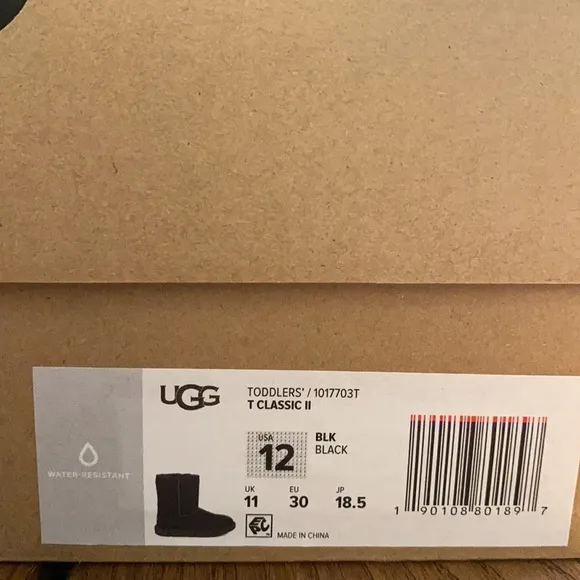 UGG
TODDLERS' / 1017703T
T CLASSIC II
WATER-RESISTANT
USA
12
BLK
BLACK
UK EU JP
11 30 18.5
MADE IN CHINA
1 90108 80189 7